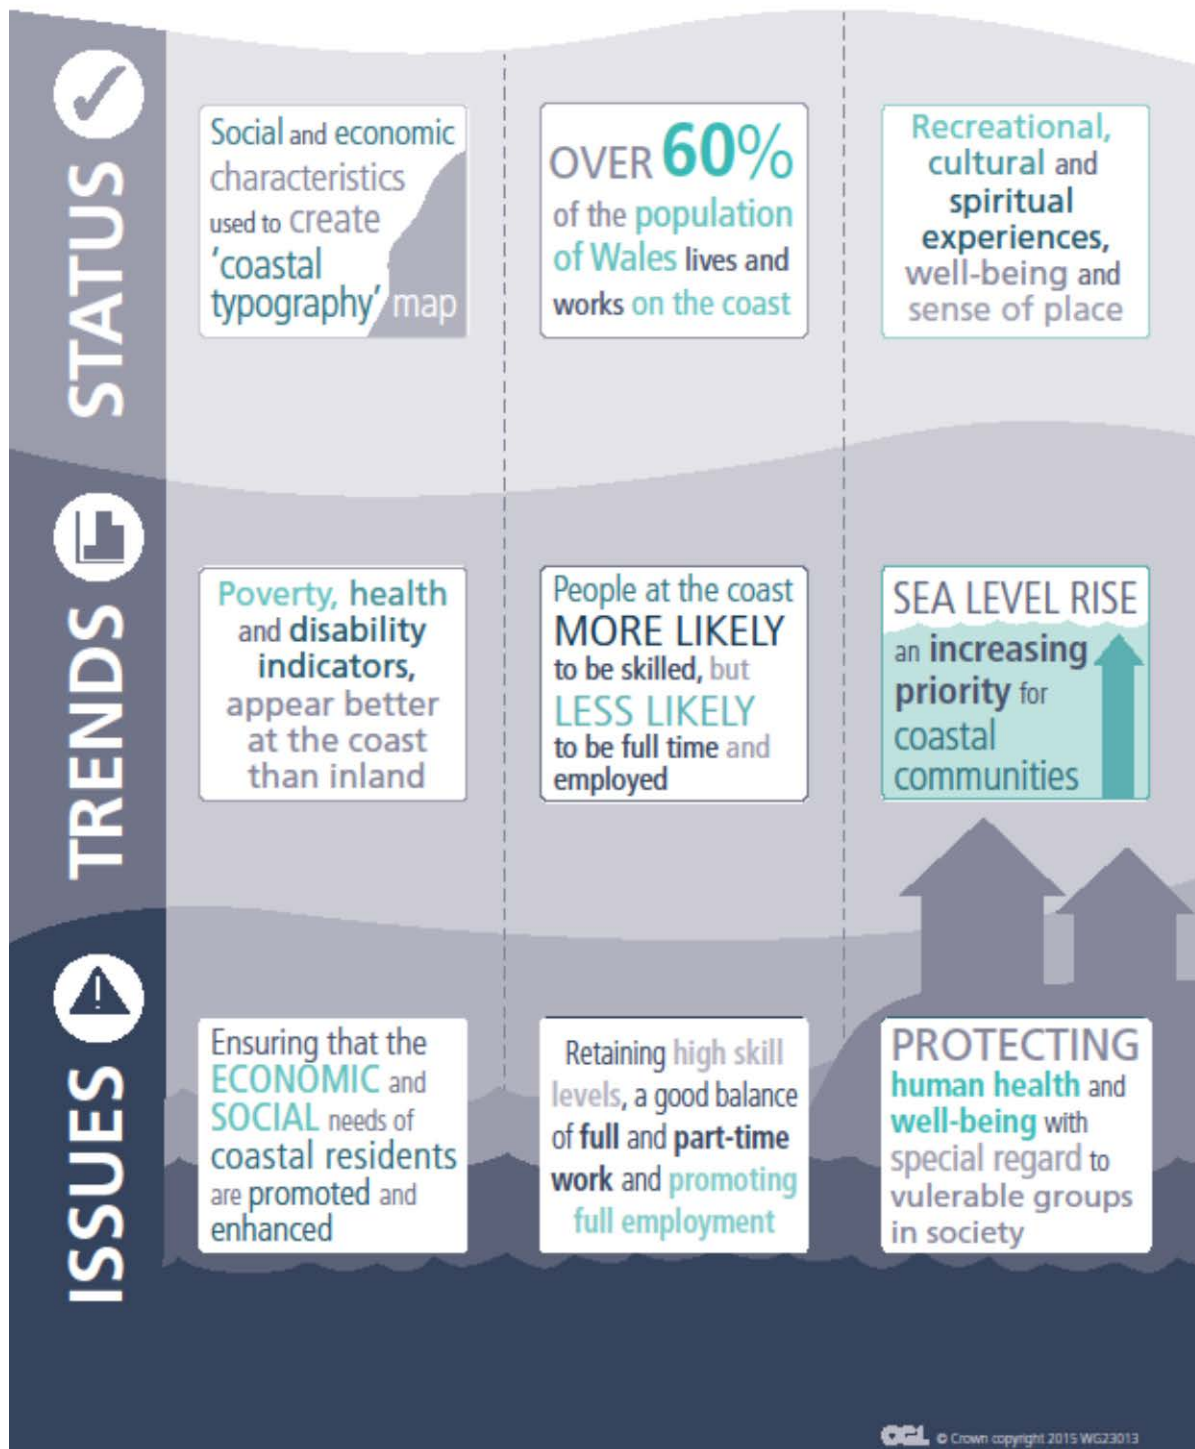 STATUS
Social and economic
characteristics
used to create
'coastal
typography' map
OVER 60%
of the population
of Wales lives and
works on the coast
Recreational,
cultural and
spiritual
experiences,
well-being and
sense of place
TRENDS
Poverty, health
and disability
indicators,
appear better
at the coast
than inland
People at the coast
MORE LIKELY
to be skilled, but
LESS LIKELY
to be full time and
employed
SEA LEVEL RISE
an increasing
priority for
coastal
communities
ISSUES
Ensuring that the
ECONOMIC and
SOCIAL needs of
coastal residents
are promoted and
enhanced
Retaining high skill
levels, a good balance
of full and part-time
work and promoting
full employment
PROTECTING
human health and
well-being with
special regard to
vulerable groups
in society
OGL © Crown copyright 2015 WG23013